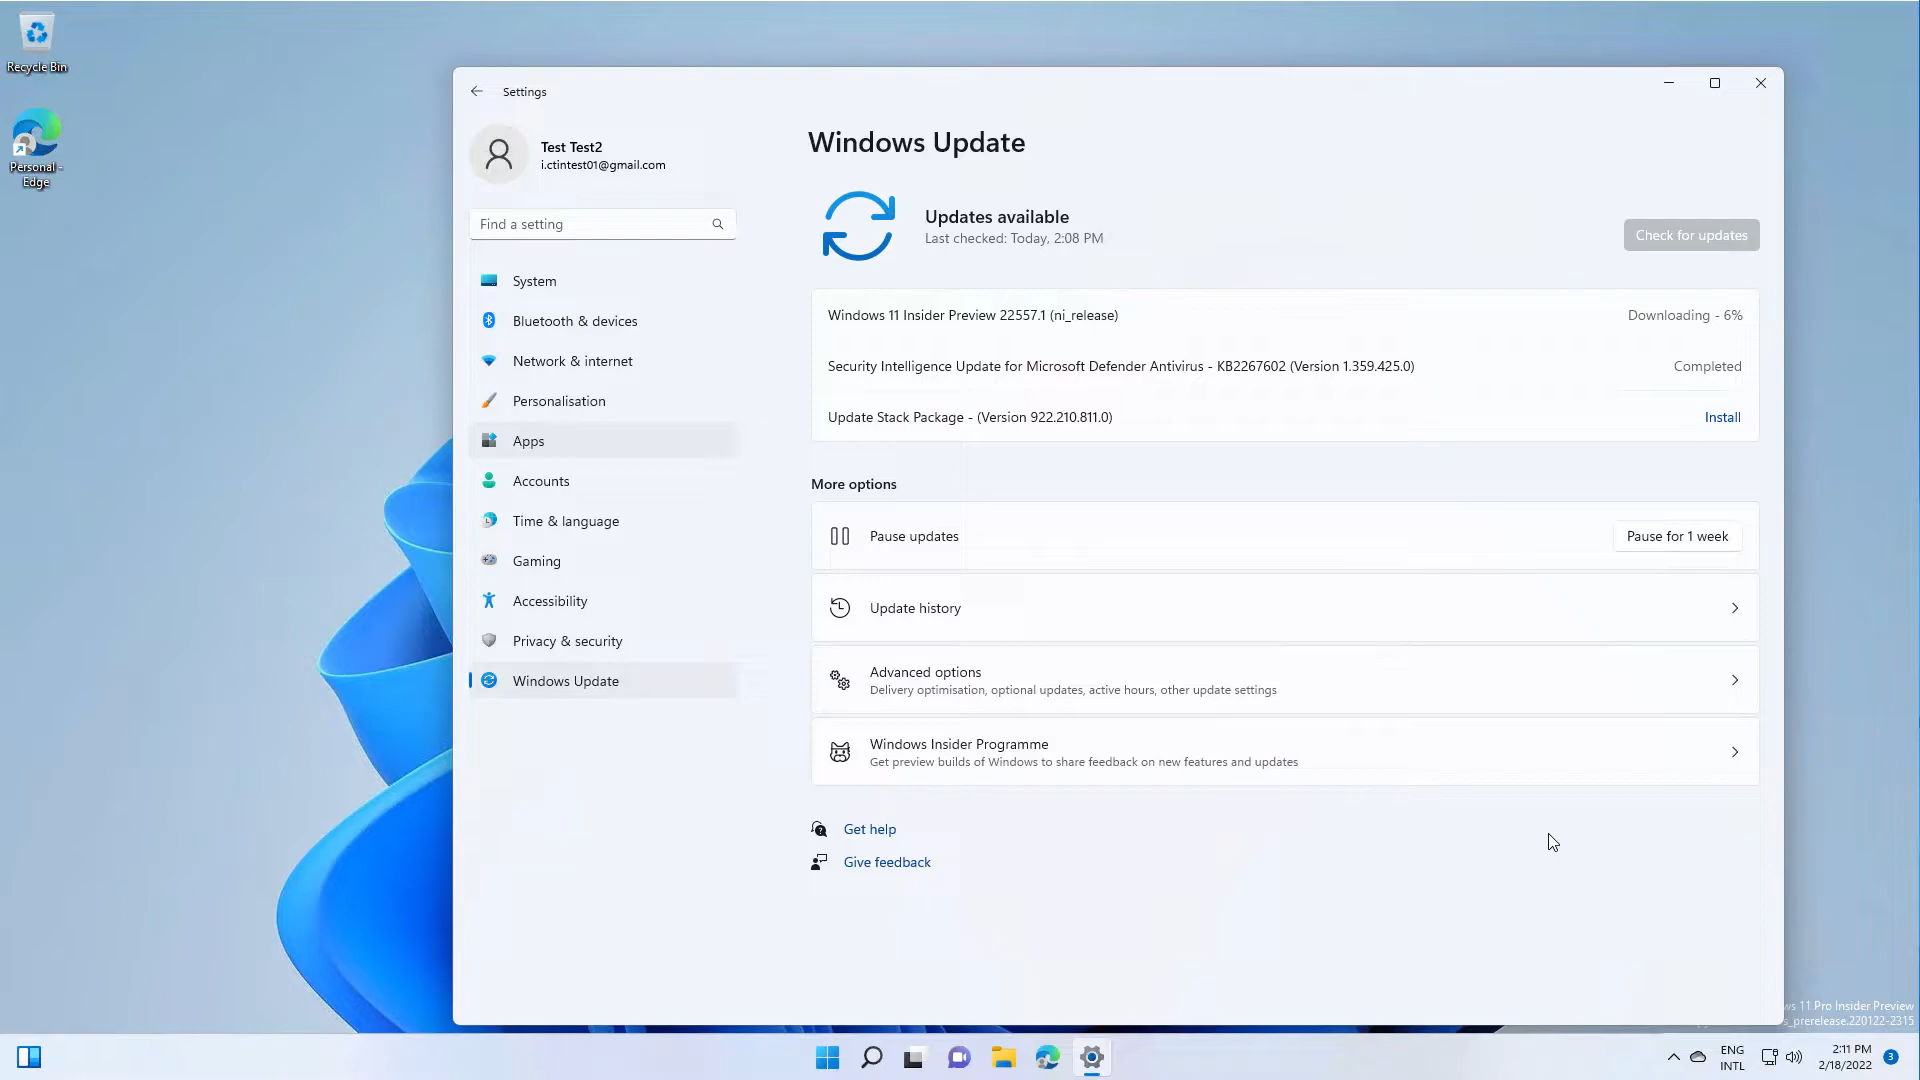 Recycle Bin
Personal -
Edge
Settings
Test Test2
i.ctintest01@gmail.com
Find a setting
System
Bluetooth & devices
Network & internet
Personalisation
Apps
Accounts
Time & language
Gaming
Accessibility
Privacy & security
Windows Update
Windows Update
Updates available
Last checked: Today, 2:08 PM
Check for updates
Windows 11 Insider Preview 22557.1 (ni_release)
Downloading - 6%
Security Intelligence Update for Microsoft Defender Antivirus - KB2267602 (Version 1.359.425.0)
Completed
Update Stack Package - (Version 922.210.811.0)
Install
More options
Pause updates
Pause for 1 week
Update history
Advanced options
Delivery optimisation, optional updates, active hours, other update settings
Windows Insider Programme
Get preview builds of Windows to share feedback on new features and updates
Get help
Give feedback
11 Pro Insider Preview
prerelease.220122-2315
ENG
INTL
2:11 PM
2/18/2022
3